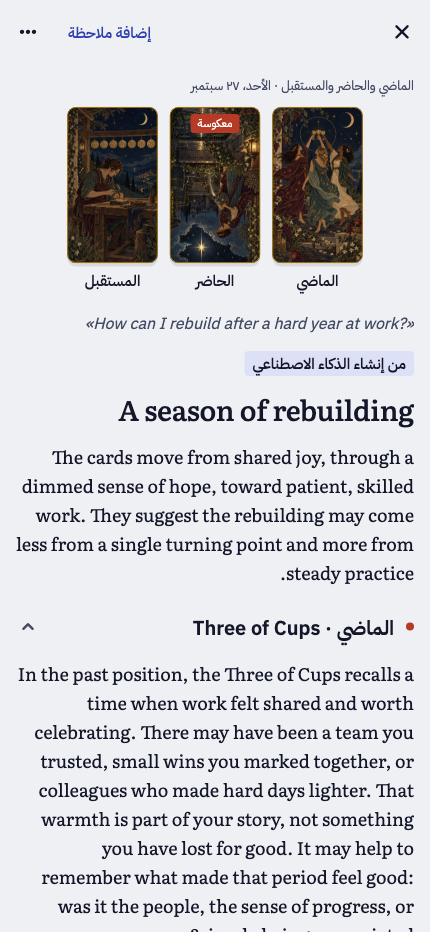 إضافة ملاحظة
الماضي والحاضر والمستقبل · الأحد، ٢٧ سبتمبر
معكوسة
الماضي
الحاضر
المستقبل
«How can I rebuild after a hard year at work?»
من إنشاء الذكاء الاصطناعي
A season of rebuilding
The cards move from shared joy, through a
dimmed sense of hope, toward patient, skilled
work. They suggest the rebuilding may come
less from a single turning point and more from
steady practice.
الماضي · Three of Cups
In the past position, the Three of Cups recalls a
time when work felt shared and worth
celebrating. There may have been a team you
trusted, small wins you marked together, or
colleagues who made hard days lighter. That
warmth is part of your story, not something
you have lost for good. It may help to
remember what made that period feel good:
was it the people, the sense of progress, or